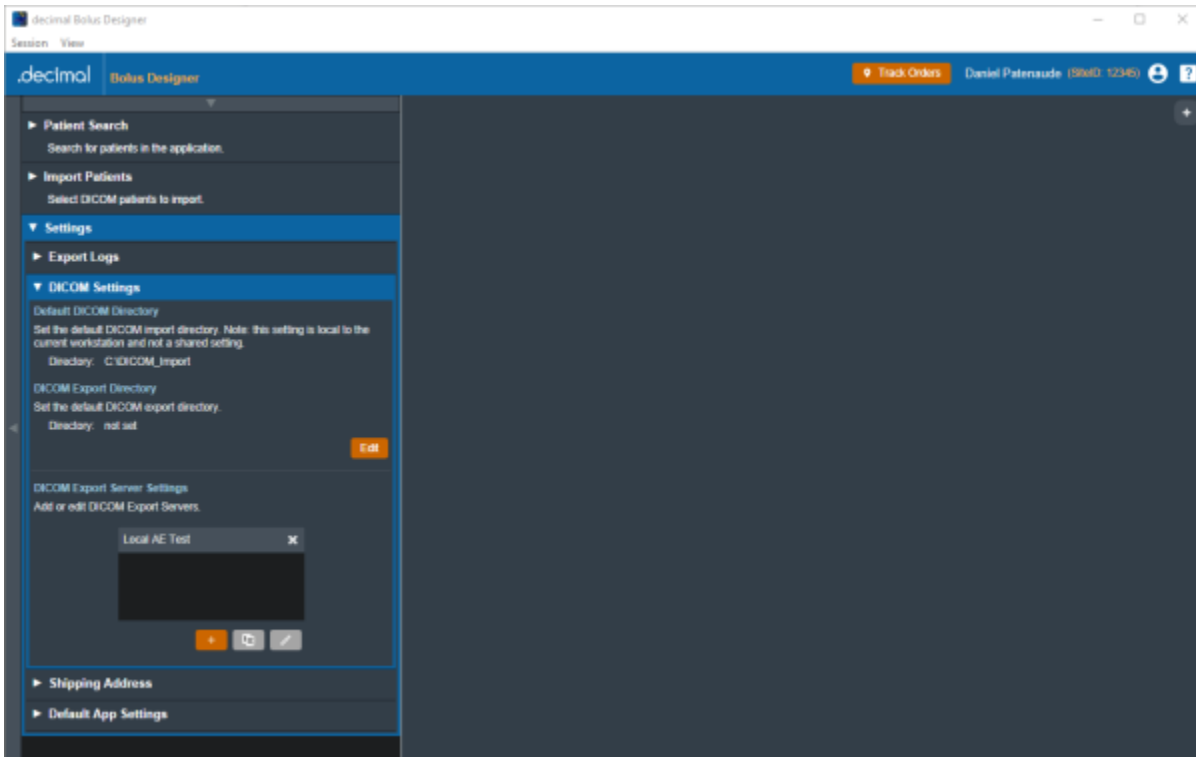 decimal Bolus Designer
Session View
.decimal Bolus Designer
Track Orders
Daniel Patenaude (SiteID: 12345)
?
Patient Search
Search for patients in the application.
Import Patients
Select DICOM patients to import.
Settings
Export Logs
DICOM Settings
Default DICOM Directory
Set the default DICOM import directory. Note: this setting is local to the
current workstation and not a shared setting.
Directory: C:\DICOM_Import
DICOM Export Directory
Set the default DICOM export directory.
Directory: not set
Edit
DICOM Export Server Settings
Add or edit DICOM Export Servers.
Local AE Test
Shipping Address
Default App Settings